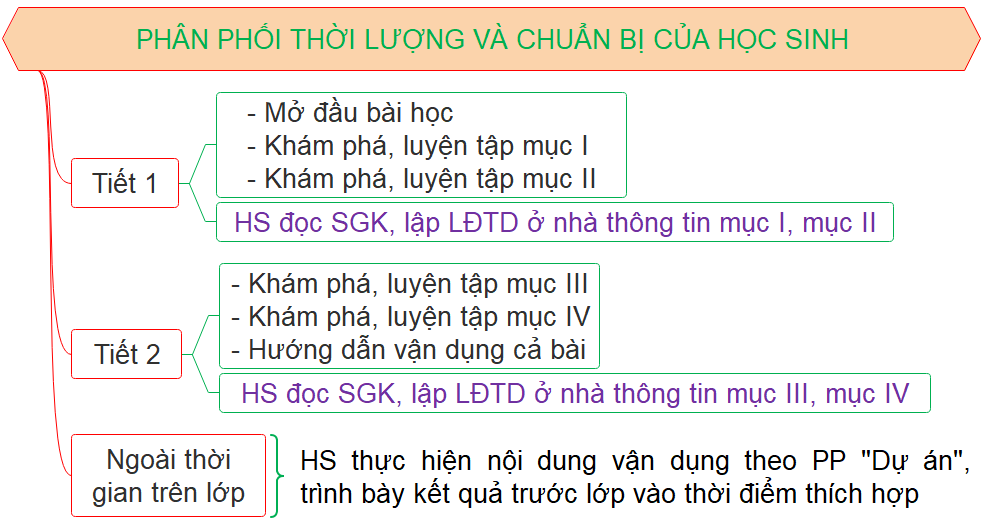 PHÂN PHỐI THỜI LƯỢNG VÀ CHUẨN BỊ CỦA HỌC SINH
Tiết 1
- Mở đầu bài học
- Khám phá, luyện tập mục I
- Khám phá, luyện tập mục II
HS đọc SGK, lập LĐTD ở nhà thông tin mục I, mục II
Tiết 2
- Khám phá, luyện tập mục III
- Khám phá, luyện tập mục IV
- Hướng dẫn vận dụng cả bài
HS đọc SGK, lập LĐTD ở nhà thông tin mục III, mục IV
Ngoài thời
gian trên lớp
HS thực hiện nội dung vận dụng theo PP "Dự án",
trình bày kết quả trước lớp vào thời điểm thích hợp